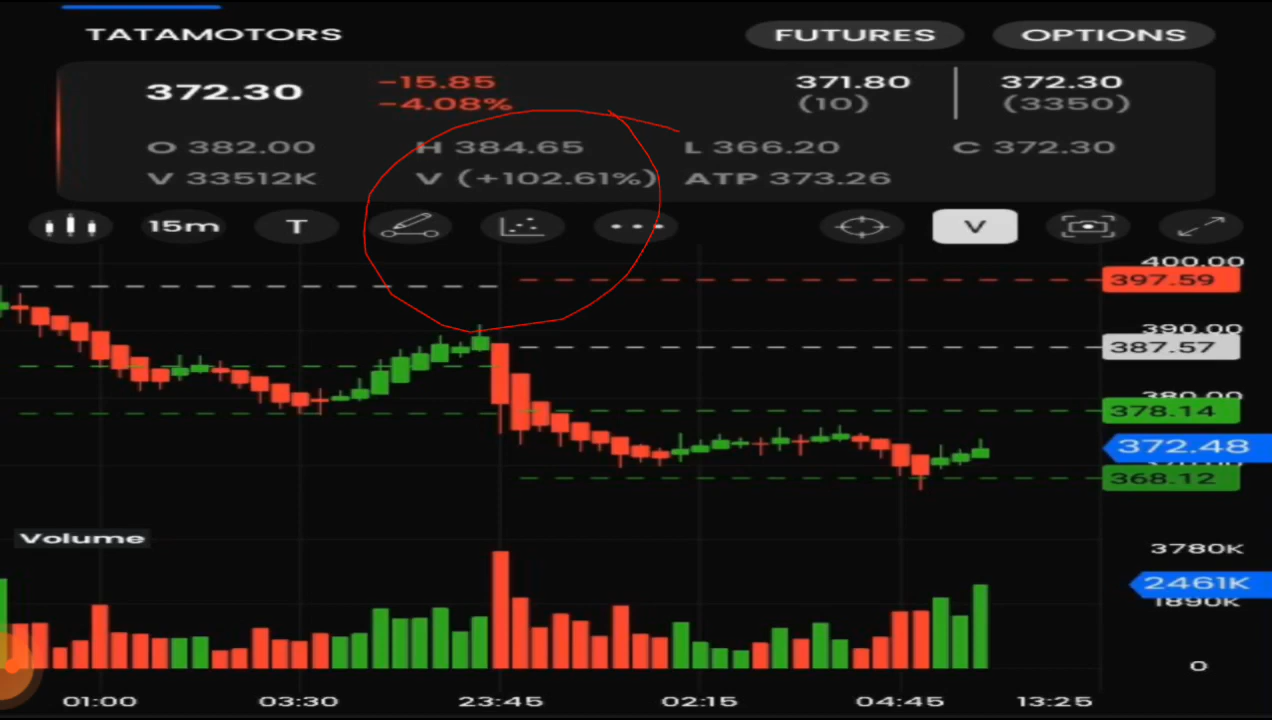 TATAMOTORS FUTURES OPTIONS
372.30 -15.85 371.80 372.30
-4.08% (10) (3350)
O 382.00 H 384.65 L 366.20 C 372.30
V 33512K V (+102.61%) ATP 373.26
15m T V
400.00
397.59
390.00
387.57
380.00
378.14
372.48
368.12
Volume
3780K
2461K
1890K
0
01:00 03:30 23:45 02:15 04:45 13:25